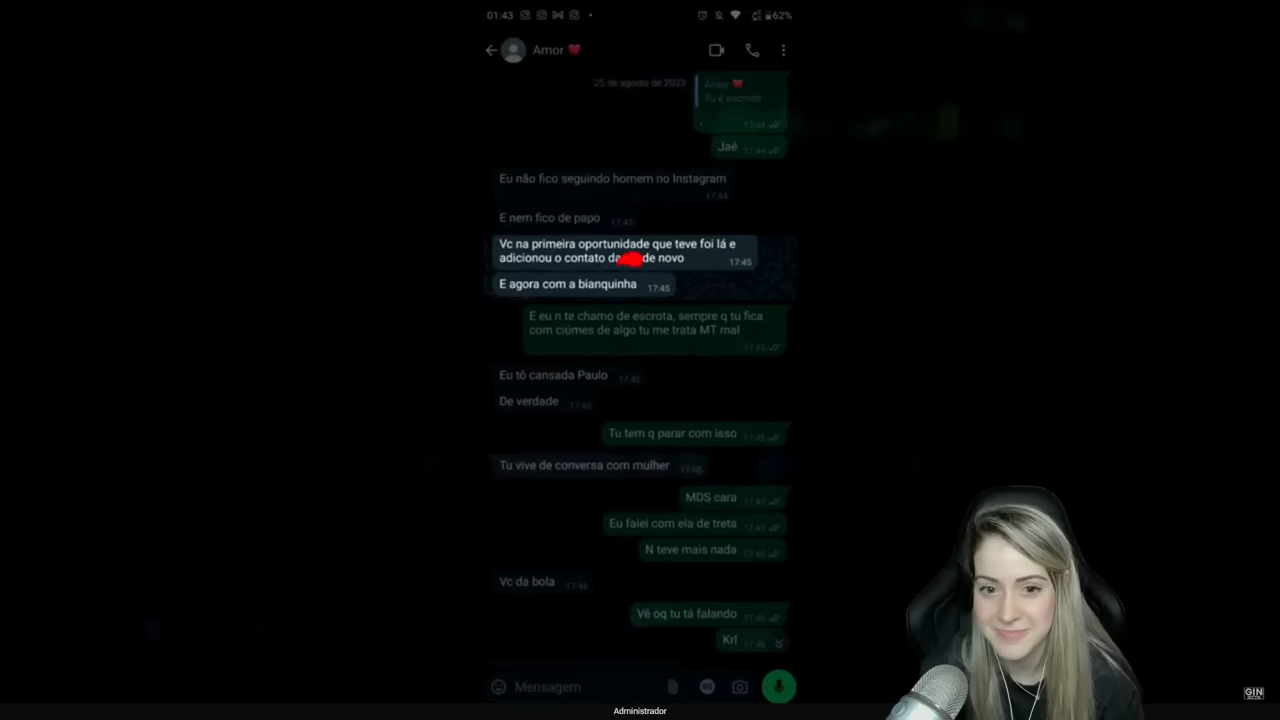 01:43
62%
Amor
25 de agosto de 2023
Amor
Tu é escroto
17:44
Jaé 17:44
Eu não fico seguindo homem no Instagram
17:44
E nem fico de papo 17:45
Vc na primeira oportunidade que teve foi lá e
adicionou o contato da de novo 17:45
E agora com a bianquinha 17:45
E eu n te chamo de escrota, sempre q tu fica
com ciúmes de algo tu me trata MT mal
17:45
Eu tô cansada Paulo 17:45
De verdade 17:45
Tu tem q parar com isso 17:45
Tu vive de conversa com mulher 17:45
MDS cara 17:45
Eu falei com ela de treta
N teve mais nada
Vc da bola 17:46
Vê oq tu tá falando 17:46
Krl 17:46
Mensagem
GIN
Administrador